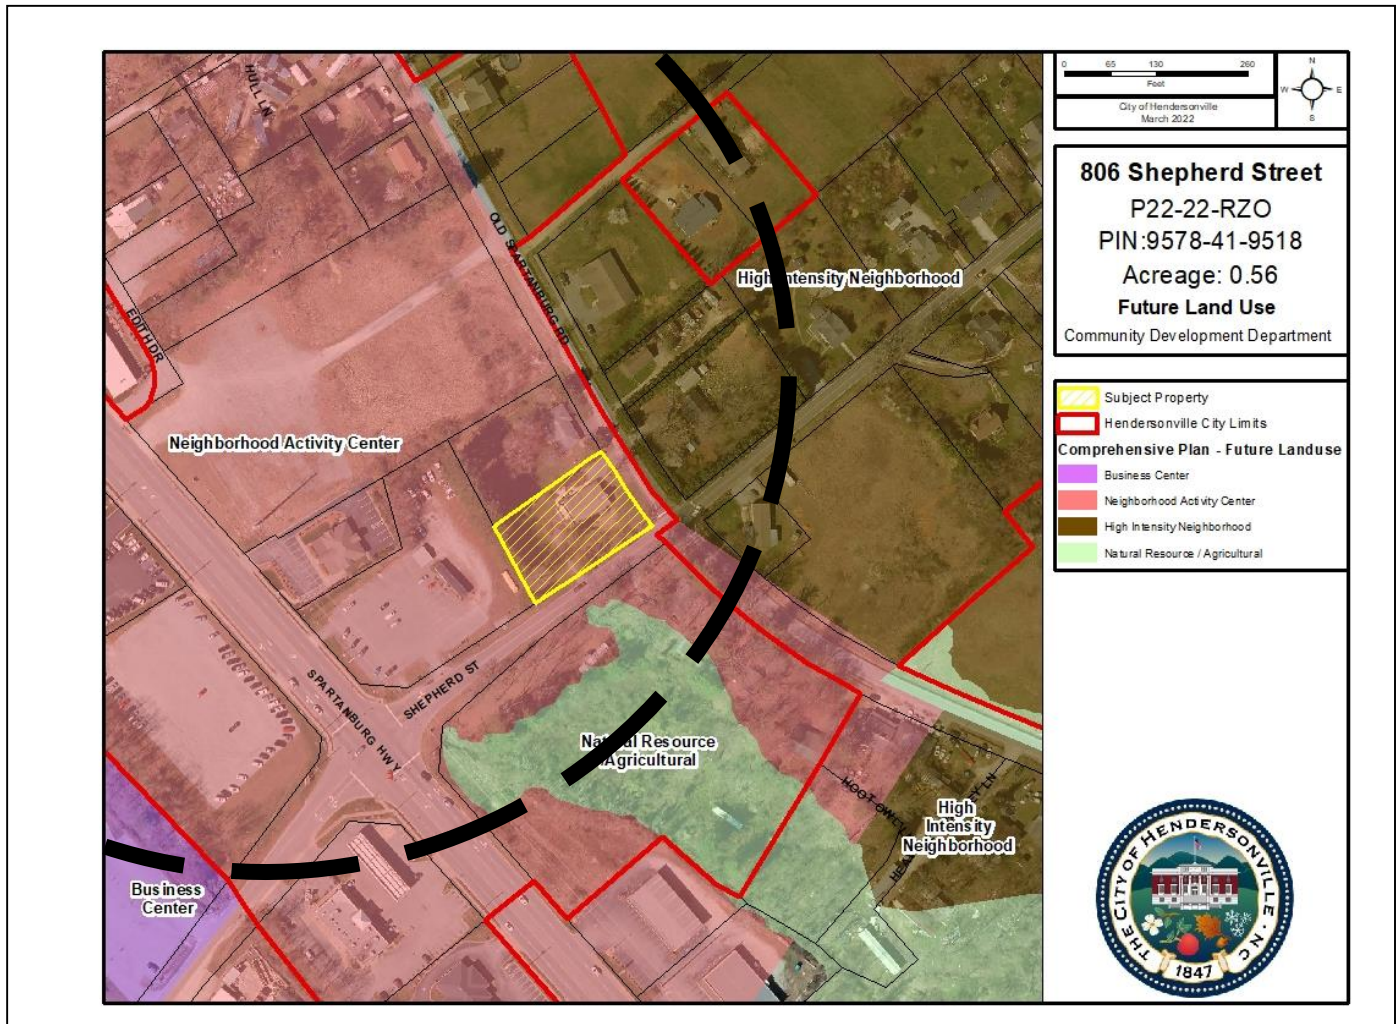 HULL LN
OLD SPARTANBURG RD
EDITH DR
High Intensity Neighborhood
Neighborhood Activity Center
SPARTANBURG HWY
SHEPHERD ST
Natural Resource
/Agricultural
HOOT OWL
EY LN
High
Intensity
Neighborhood
Business
Center
0 65 130 260
Feet
City of Hendersonville
March 2022
N
W E
S
806 Shepherd Street
P22-22-RZO
PIN:9578-41-9518
Acreage: 0.56
Future Land Use
Community Development Department
Subject Property
Hendersonville City Limits
Comprehensive Plan - Future Landuse
Business Center
Neighborhood Activity Center
High Intensity Neighborhood
Natural Resource / Agricultural
THE CITY OF HENDERSONVILLE · NC
1847